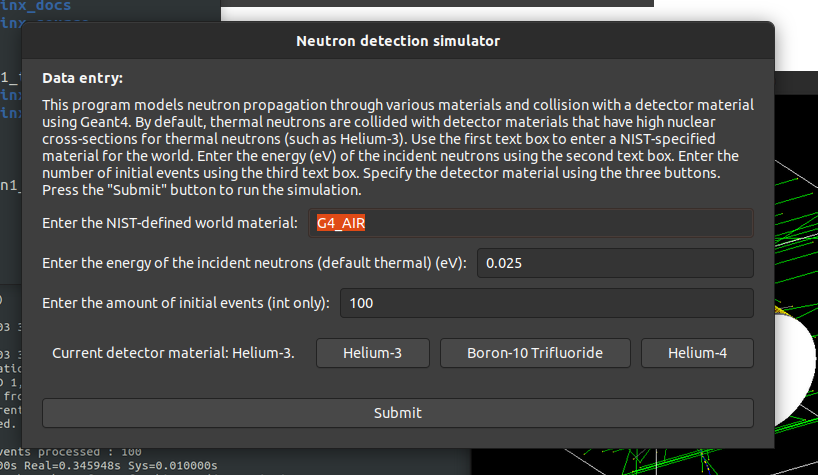 inx_docs
Neutron detection simulator
Data entry:
This program models neutron propagation through various materials and collision with a detector material
using Geant4. By default, thermal neutrons are collided with detector materials that have high nuclear
cross-sections for thermal neutrons (such as Helium-3). Use the first text box to enter a NIST-specified
material for the world. Enter the energy (eV) of the incident neutrons using the second text box. Enter the
number of initial events using the third text box. Specify the detector material using the three buttons.
Press the "Submit" button to run the simulation.
Enter the NIST-defined world material: G4_AIR
Enter the energy of the incident neutrons (default thermal) (eV): 0.025
Enter the amount of initial events (int only): 100
Current detector material: Helium-3. Helium-3 Boron-10 Trifluoride Helium-4
Submit
vents processed : 100
00s Real=0.345948s Sys=0.010000s